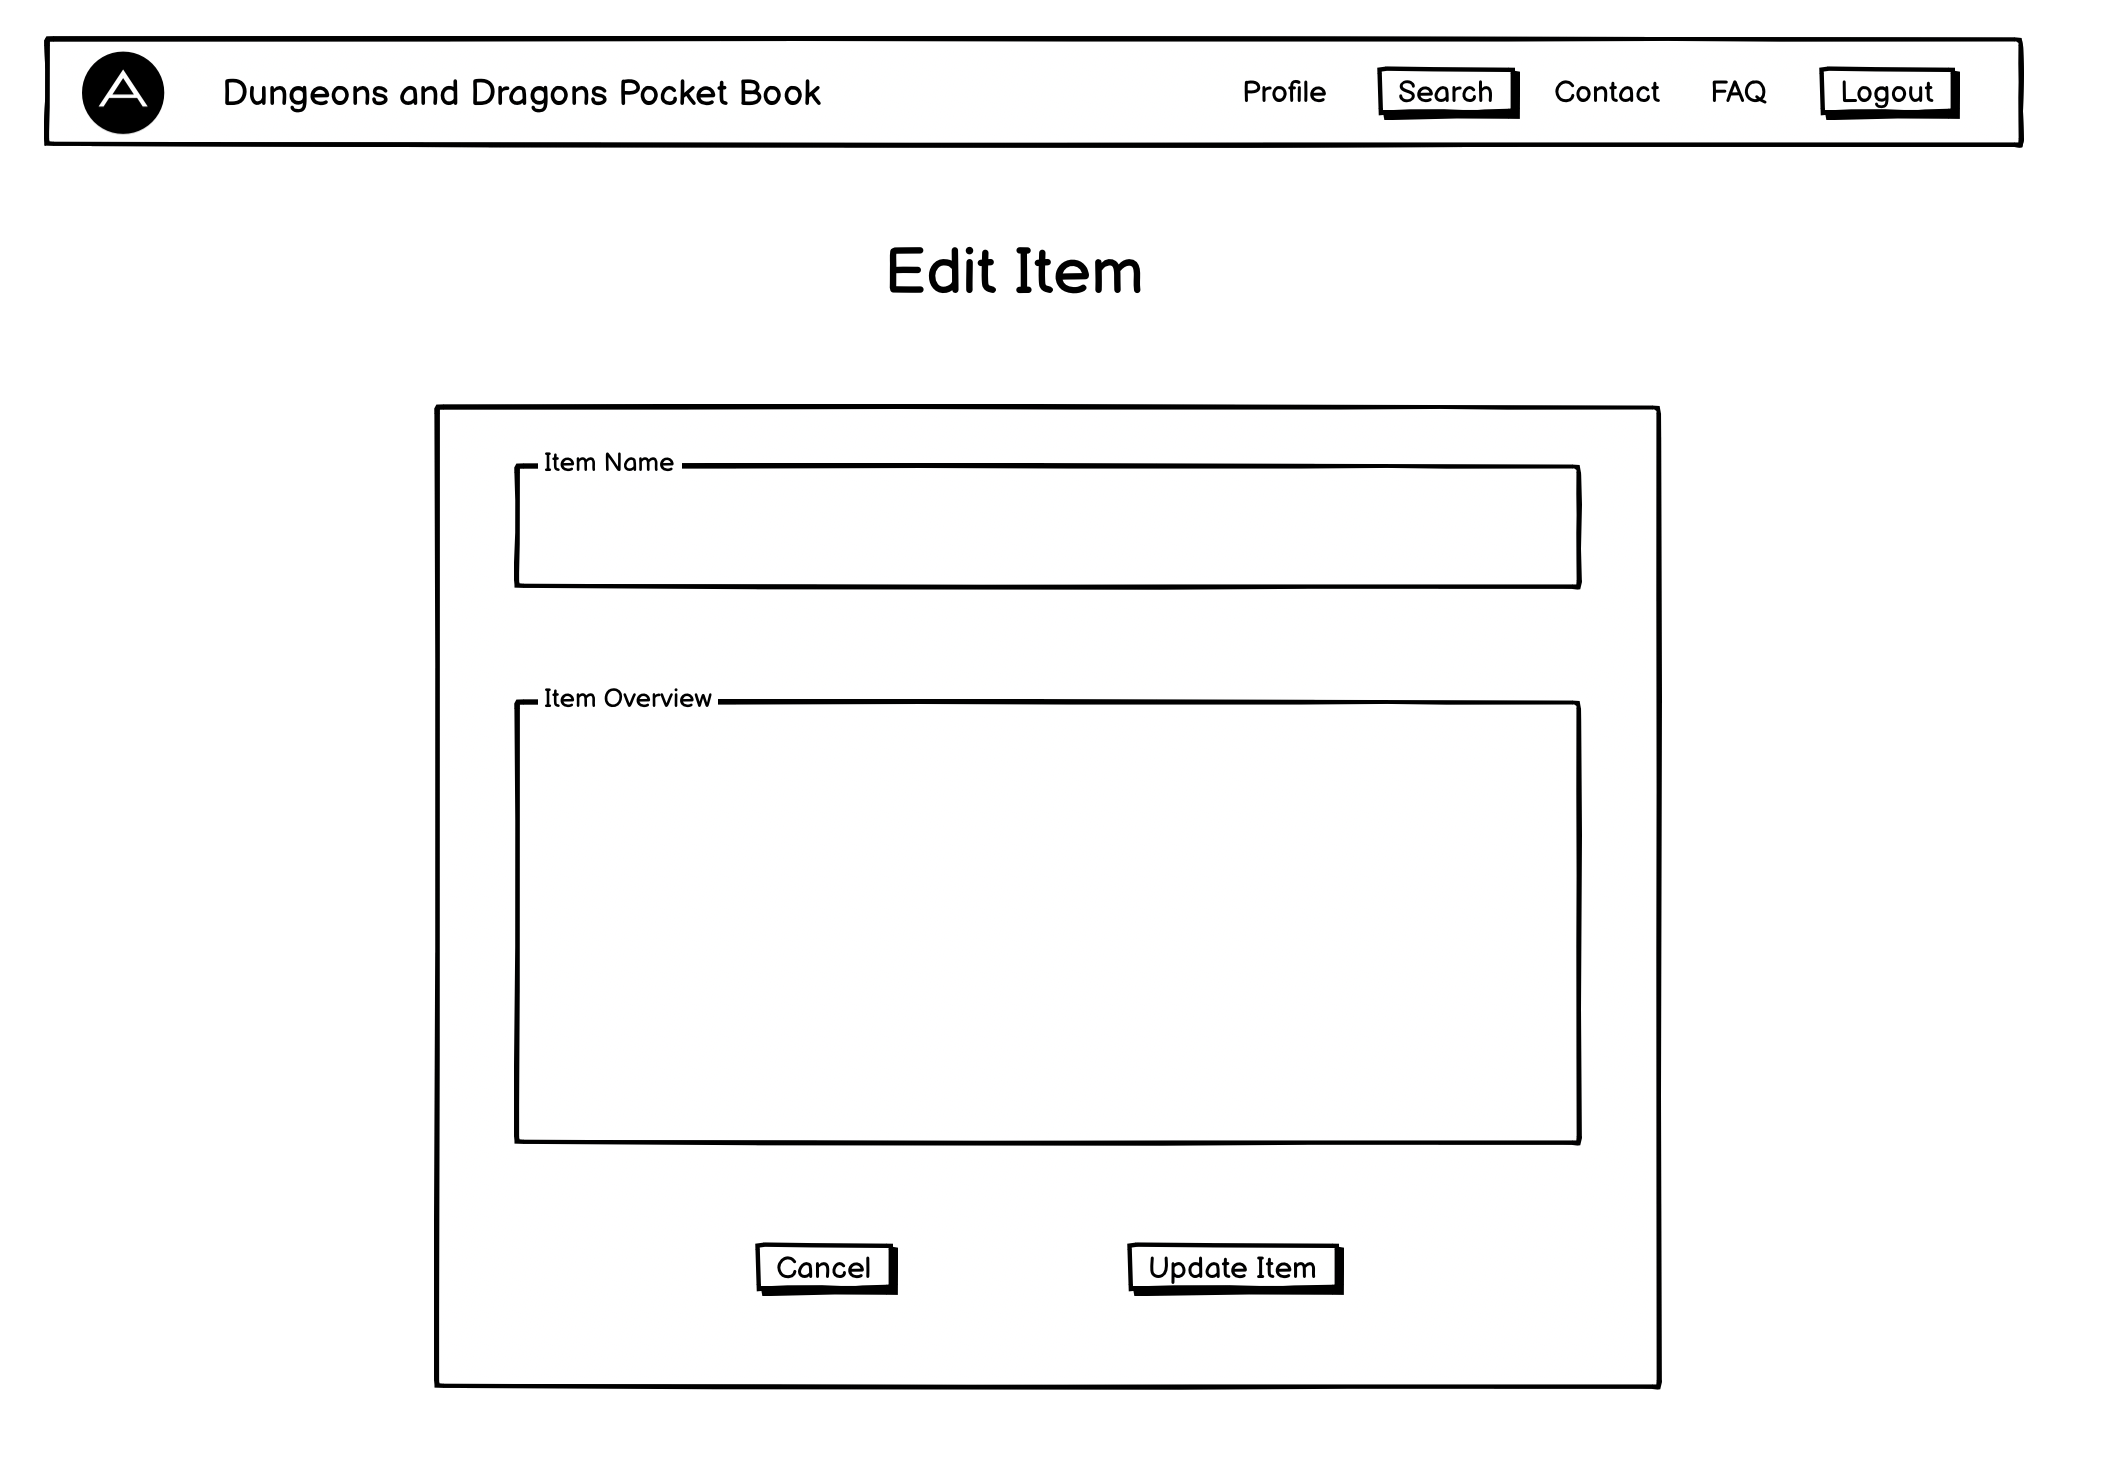 A
Dungeons and Dragons Pocket Book
Profile
Search
Contact
FAQ
Logout
Edit Item
Item Name
Item Overview
Cancel
Update Item